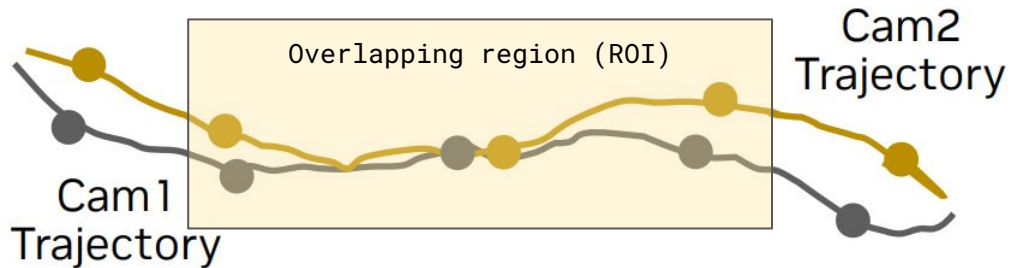 Overlapping region (ROI)
Cam2
Trajectory
Cam1
Trajectory